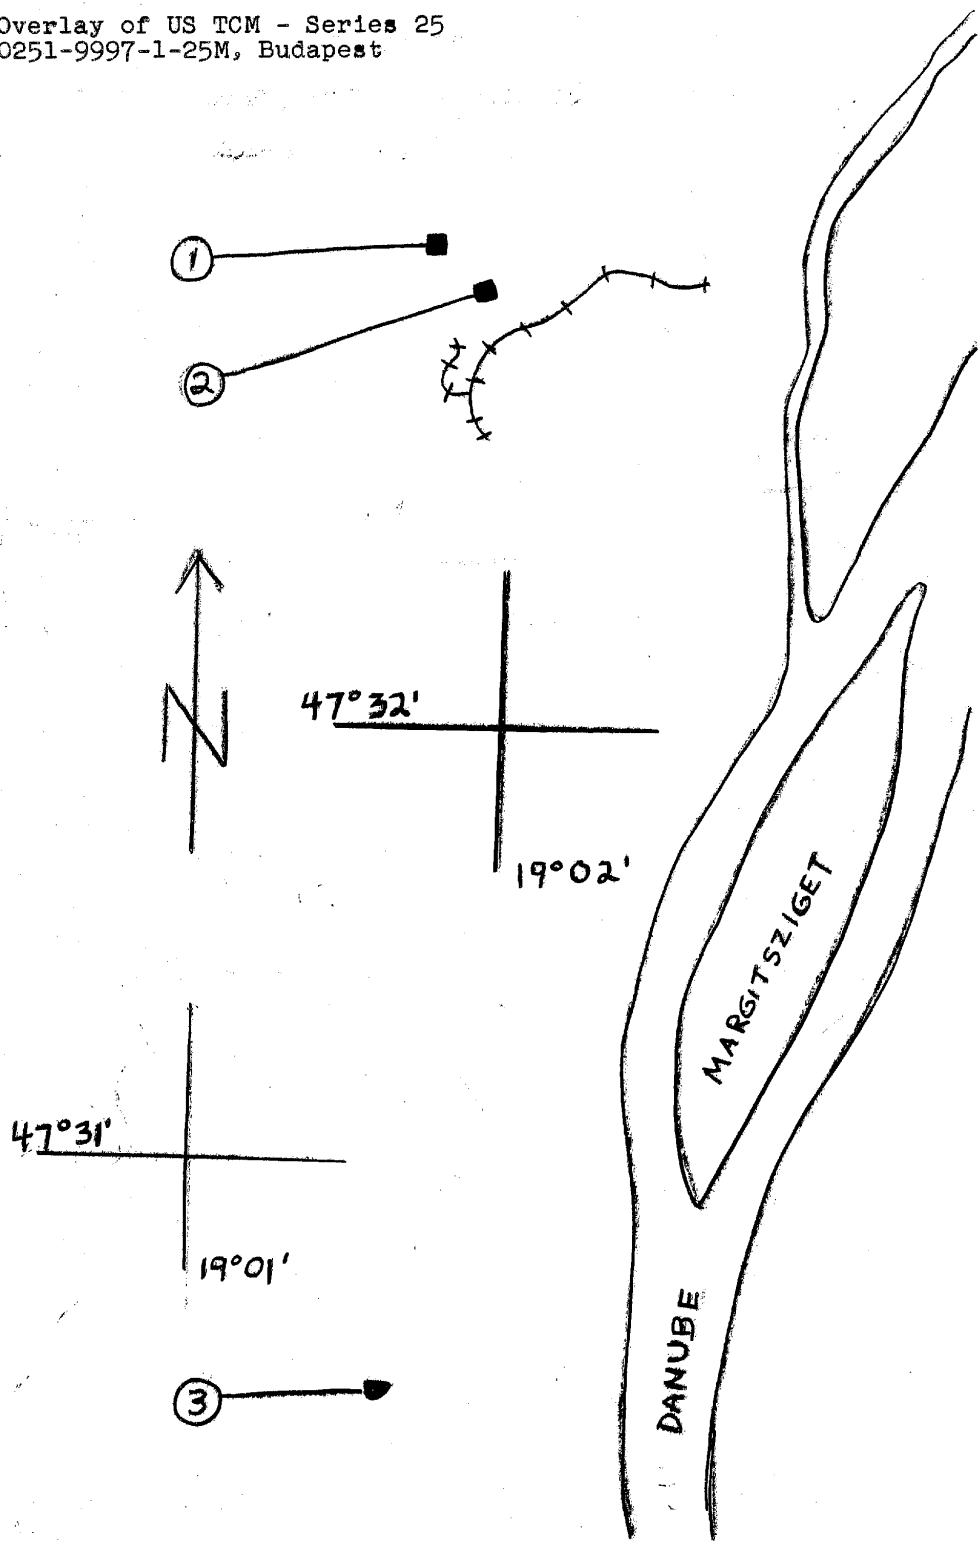 Overlay of US TCM - Series 25
0251-9997-1-25M, Budapest
1
2
N
47°32'
19°02'
MARGITSZIGET
47°31'
19°01'
DANUBE
3